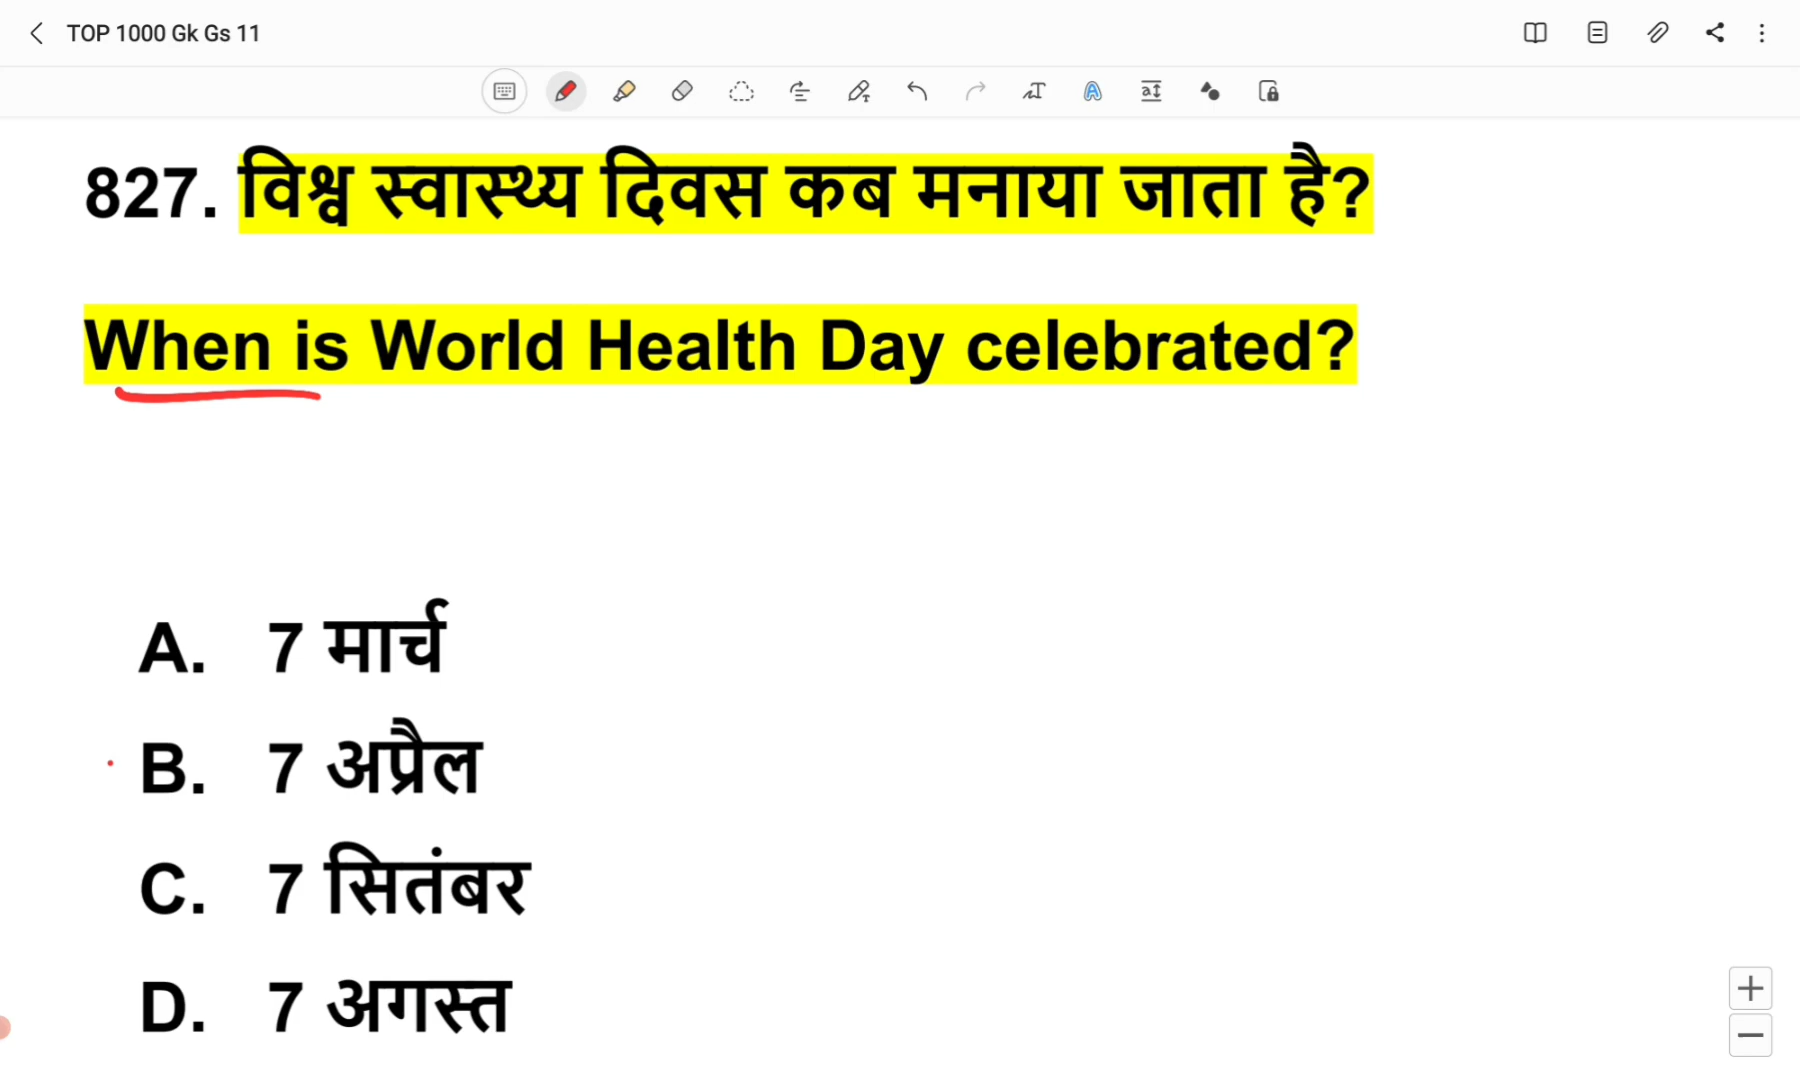 TOP 1000 Gk Gs 11
827. विश्व स्वास्थ्य दिवस कब मनाया जाता है?
When is World Health Day celebrated?
A. 7 मार्च
B. 7 अप्रैल
C. 7 सितंबर
D. 7 अगस्त